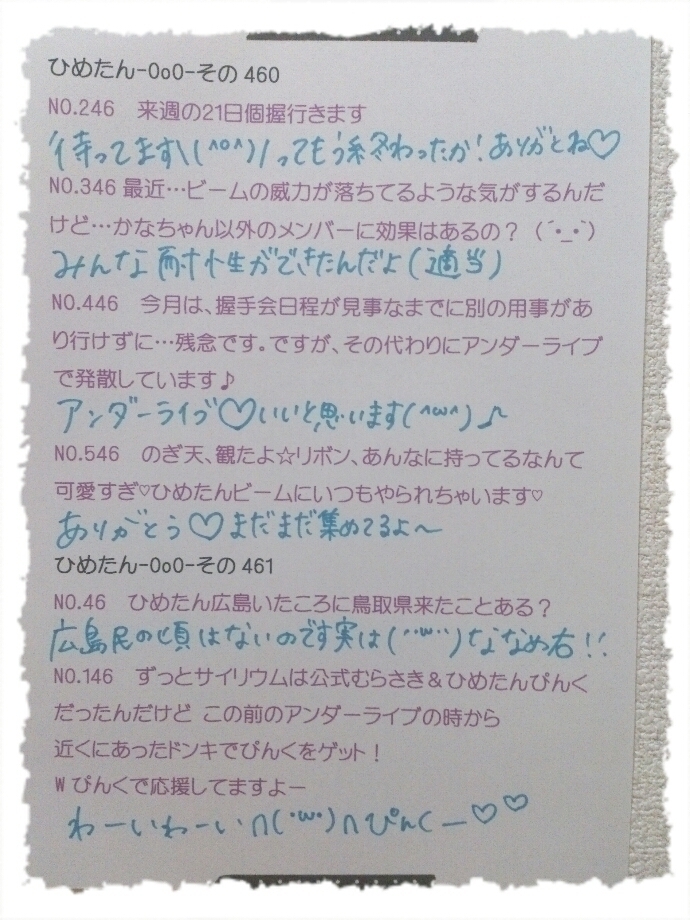 ひめたん-OoO-その460
NO.246　来週の21日個握行きます
待ってます\(^o^)/ってもう終わったか！ありがとね♡
NO.346 最近…ビームの威力が落ちてるような気がするんだ
けど…かなちゃん以外のメンバーに効果はあるの？（´•_•`）
みんな耐性ができたんだよ(適当)
NO.446　今月は、握手会日程が見事なまでに別の用事があ
り行けずに…残念です。ですが、その代わりにアンダーライブ
で発散しています♪
アンダーライブ♡いいと思います(^ω^)♪
NO.546　のぎ天、観たよ☆リボン、あんなに持ってるなんて
可愛すぎ♡ひめたんビームにいつもやられちゃいます♡
ありがとう♡まだまだ集めてるよ〜
ひめたん-OoO-その461
NO.46　ひめたん広島いたころに鳥取県来たことある？
広島民の頃はないのです実は(¨ω¨)ななめ右！！
NO.146　ずっとサイリウムは公式むらさき＆ひめたんぴんく
だったんだけど この前のアンダーライブの時から
近くにあったドンキでぴんくをゲット！
Wぴんくで応援してますよー
わーいわーい∩(･ω･)∩ぴんくー♡♡